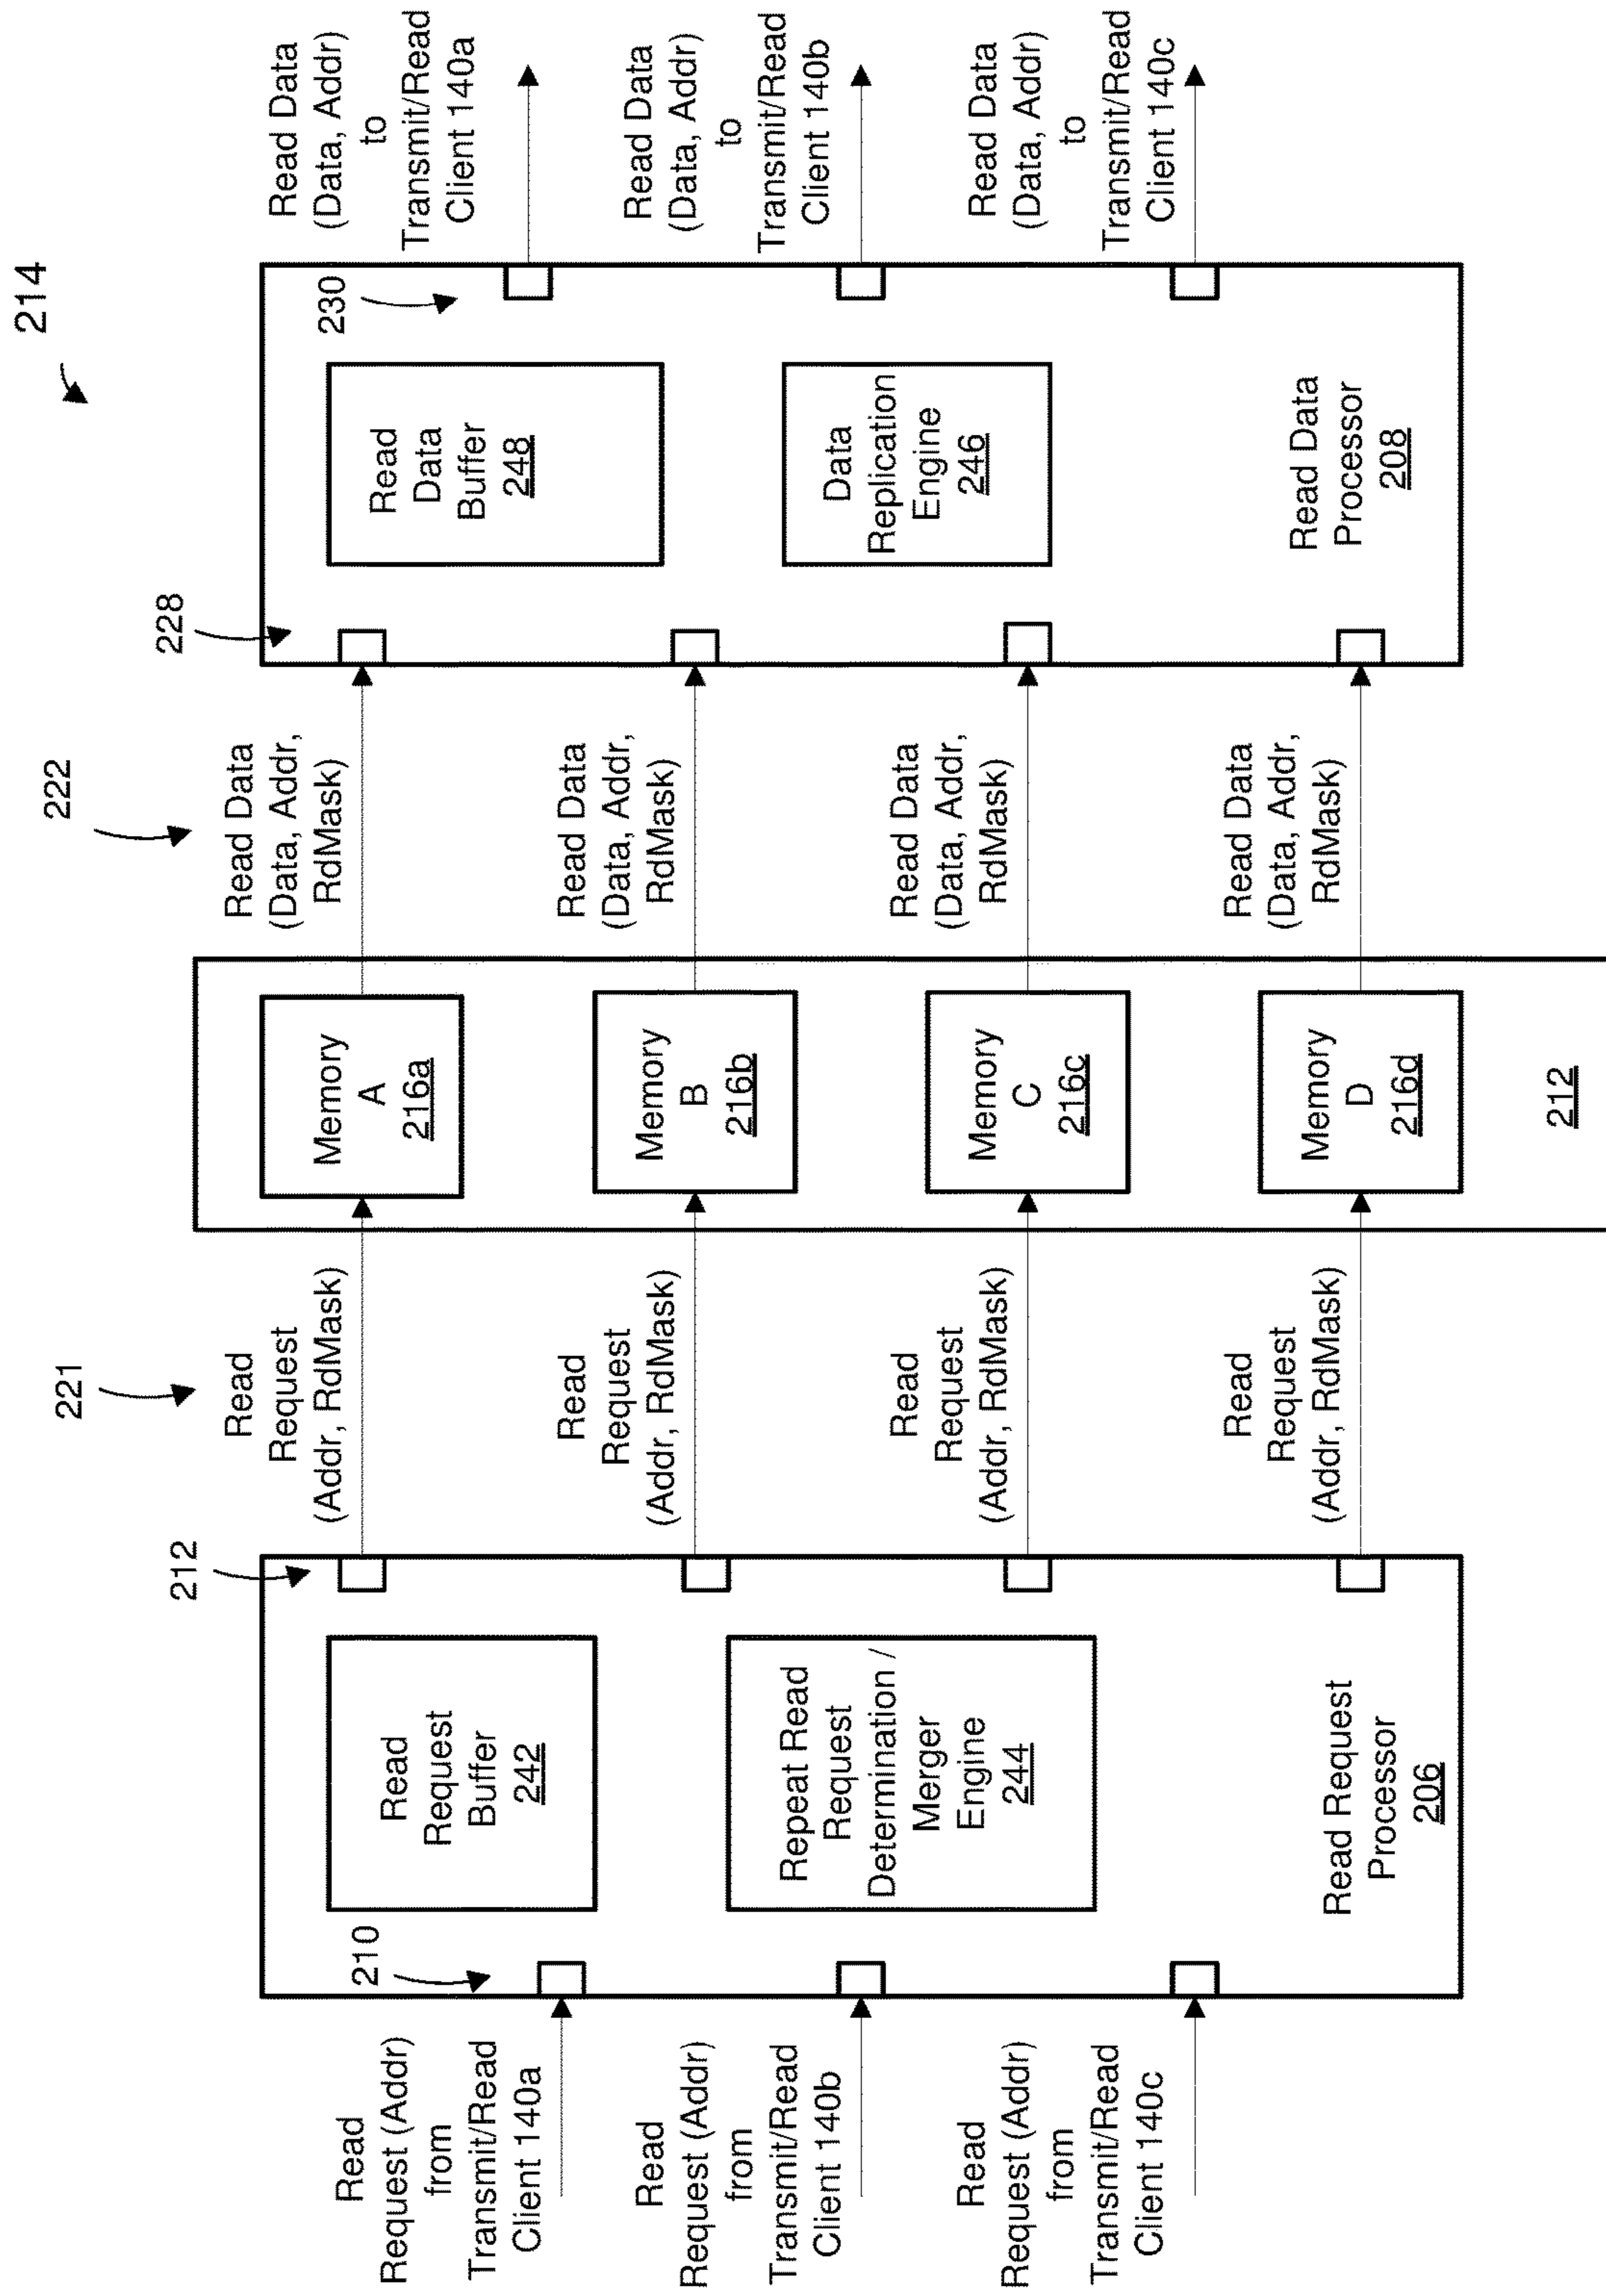 214
Read
Request (Addr)
from
Transmit/Read
Client 140a
Read
Request (Addr)
from
Transmit/Read
Client 140b
Read
Request (Addr)
from
Transmit/Read
Client 140c
210
Read
Request
Buffer
242
Repeat Read
Request
Determination /
Merger
Engine
244
Read Request
Processor
206
212
221
Read
Request
(Addr, RdMask)
Read
Request
(Addr, RdMask)
Read
Request
(Addr, RdMask)
Read
Request
(Addr, RdMask)
Memory
A
216a
Memory
B
216b
Memory
C
216c
Memory
D
216d
212
222
Read Data
(Data, Addr,
RdMask)
Read Data
(Data, Addr,
RdMask)
Read Data
(Data, Addr,
RdMask)
Read Data
(Data, Addr,
RdMask)
228
Read
Data
Buffer
248
Data
Replication
Engine
246
Read Data
Processor
208
230
Read Data
(Data, Addr)
to
Transmit/Read
Client 140a
Read Data
(Data, Addr)
to
Transmit/Read
Client 140b
Read Data
(Data, Addr)
to
Transmit/Read
Client 140c